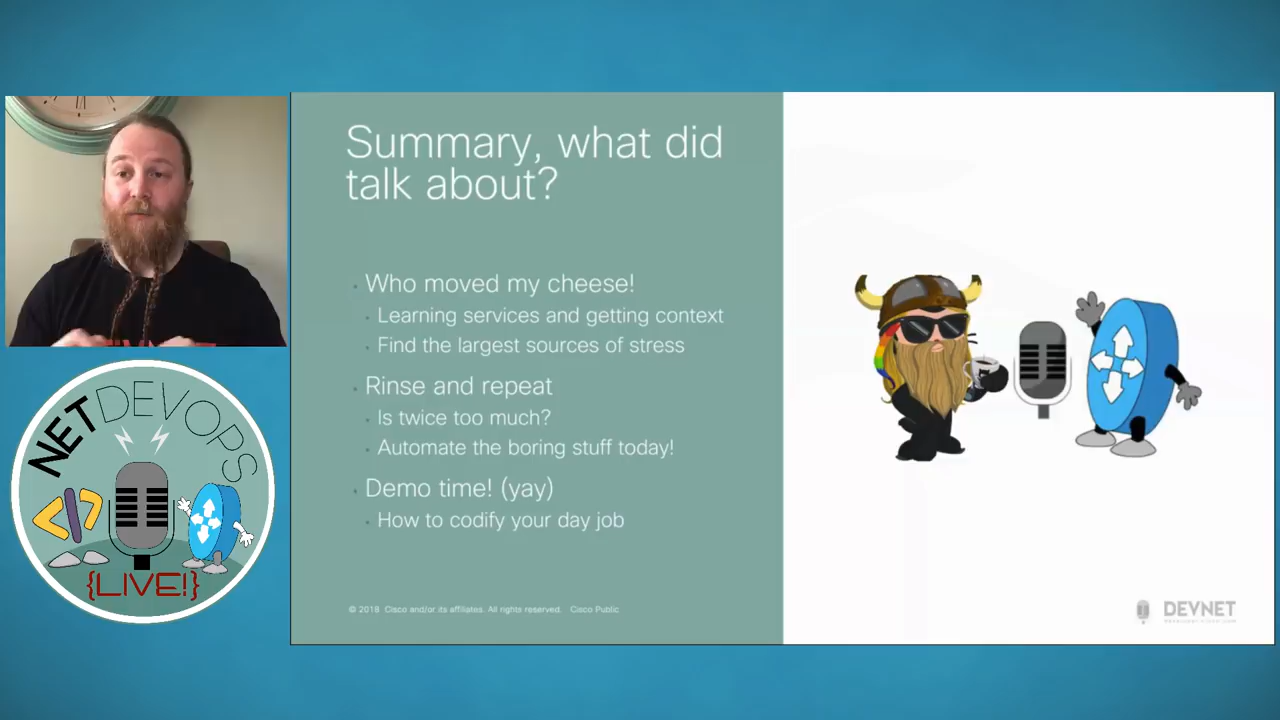 Summary, what did
talk about?
Who moved my cheese!
Learning services and getting context
Find the largest sources of stress
Rinse and repeat
Is twice too much?
Automate the boring stuff today!
Demo time! (yay)
How to codify your day job
© 2018 Cisco and/or its affiliates. All rights reserved. Cisco Public
DEVNET
NETDEVOPS
{LIVE!}